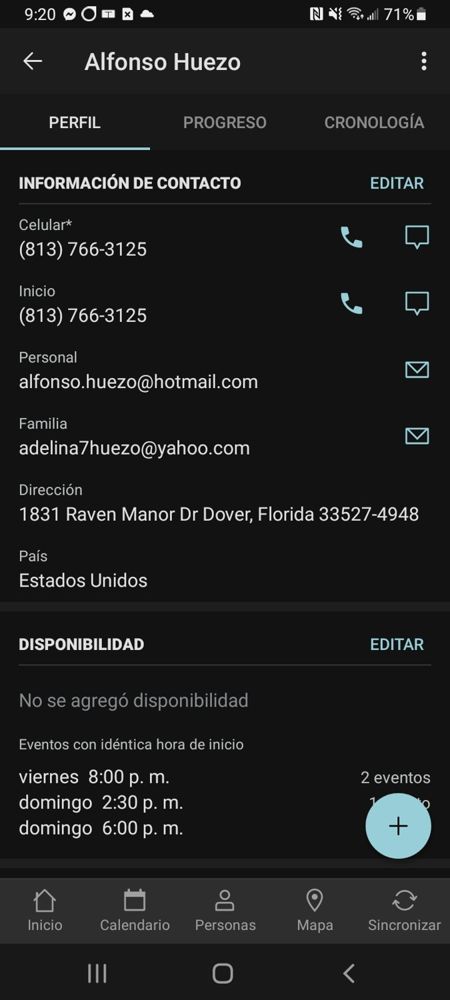 9:20
71%
Alfonso Huezo
PERFIL
PROGRESO
CRONOLOGÍA
INFORMACIÓN DE CONTACTO
EDITAR
Celular*
(813) 766-3125
Inicio
(813) 766-3125
Personal
alfonso.huezo@hotmail.com
Familia
adelina7huezo@yahoo.com
Dirección
1831 Raven Manor Dr Dover, Florida 33527-4948
País
Estados Unidos
DISPONIBILIDAD
EDITAR
No se agregó disponibilidad
Eventos con idéntica hora de inicio
viernes 8:00 p. m.
2 eventos
domingo 2:30 p. m.
domingo 6:00 p. m.
Inicio
Calendario
Personas
Mapa
Sincronizar